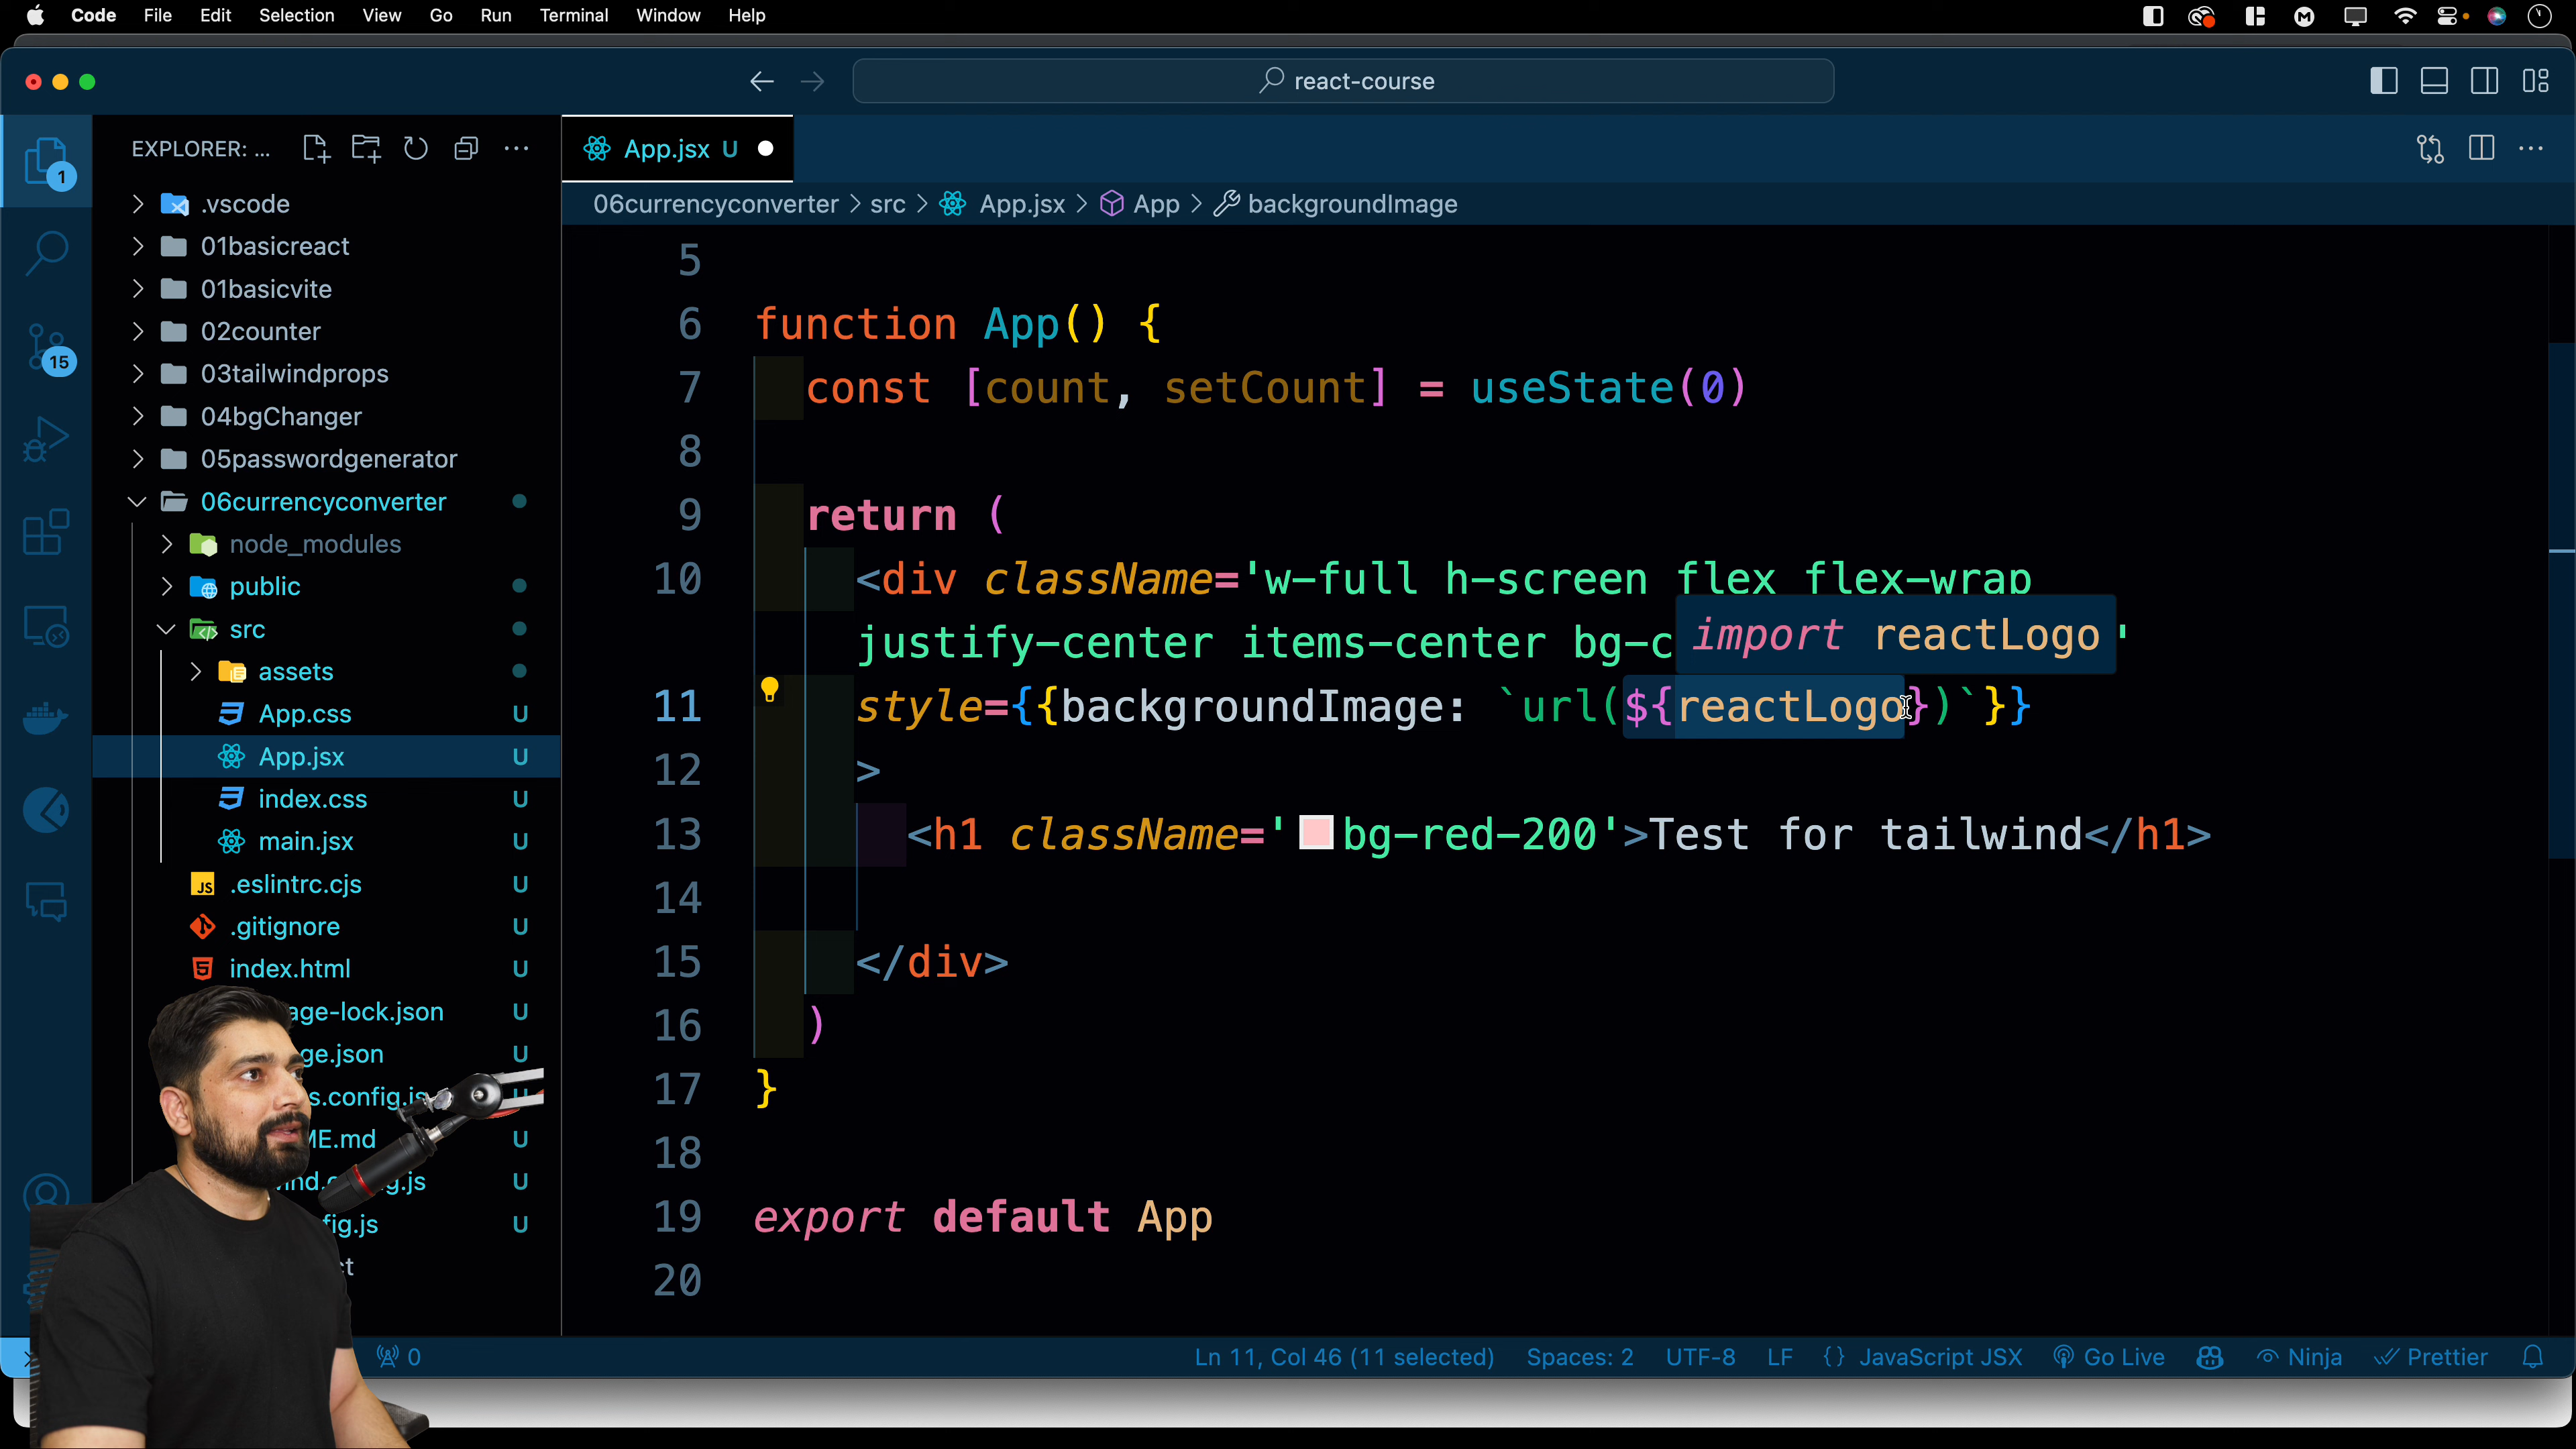 Code File Edit Selection View Go Run Terminal Window Help
react-course
EXPLORER: ...
App.jsx U
06currencyconverter > src > App.jsx > App > backgroundImage
1
15
.vscode
01basicreact
01basicvite
02counter
03tailwindprops
04bgChanger
05passwordgenerator
06currencyconverter
node_modules
public
src
assets
App.css U
App.jsx U
index.css U
main.jsx U
.eslintrc.cjs U
.gitignore U
index.html U
age-lock.json U
ge.json U
s.config.js U
ME.md U
U
fig.js U
5
6 function App() {
7 const [count, setCount] = useState(0)
8
9 return (
10 <div className='w-full h-screen flex flex-wrap
justify-center items-center bg-c '
import reactLogo
11 style={{backgroundImage: `url(${reactLogo})`}}
12 >
13 <h1 className='bg-red-200'>Test for tailwind</h1>
14
15 </div>
16 )
17 }
18
19 export default App
20
0 Ln 11, Col 46 (11 selected) Spaces: 2 UTF-8 LF {} JavaScript JSX Go Live Ninja Prettier